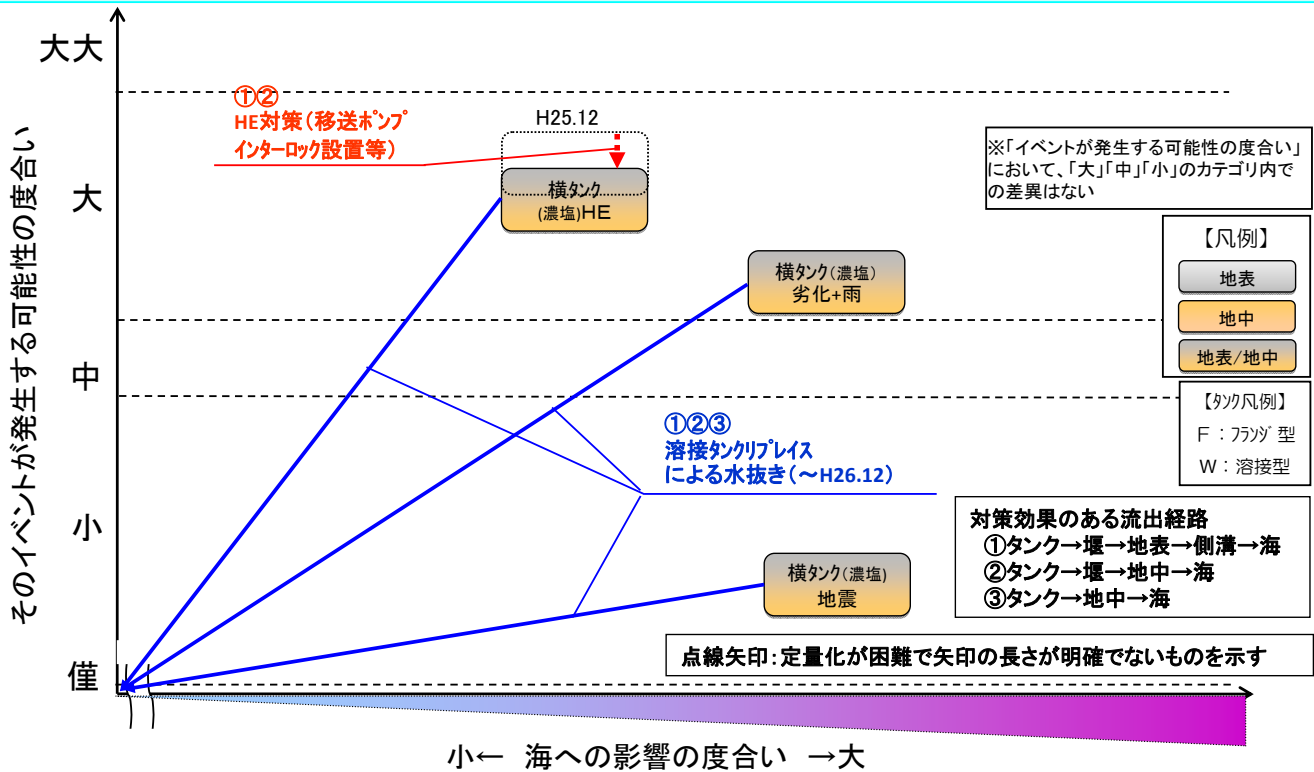 そのイベントが発生する可能性の度合い
大大
大
中
小
僅
①②
HE対策(移送ポンプ
インターロック設置等)
H25.12
横タンク
(濃塩)HE
横タンク(濃塩)
劣化+雨
横タンク(濃塩)
地震
①②③
溶接タンクリプレイス
による水抜き(～H26.12)
※「イベントが発生する可能性の度合い」
において、「大」「中」「小」のカテゴリ内で
の差異はない
【凡例】
地表
地中
地表/地中
【タンク凡例】
F：フランジ型
W：溶接型
対策効果のある流出経路
①タンク→堰→地表→側溝→海
②タンク→堰→地中→海
③タンク→地中→海
点線矢印:定量化が困難で矢印の長さが明確でないものを示す
小← 海への影響の度合い →大